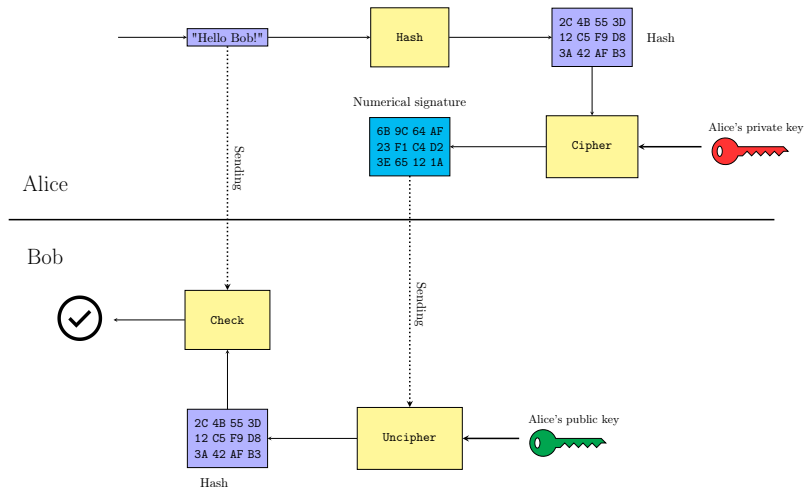 "Hello Bob!"
Hash
2C 4B 55 3D
12 C5 F9 D8
3A 42 AF B3
Hash
Numerical signature
6B 9C 64 AF
23 F1 C4 D2
3E 65 12 1A
Cipher
Alice's private key
Sending
Alice
Bob
Sending
Check
2C 4B 55 3D
12 C5 F9 D8
3A 42 AF B3
Hash
Uncipher
Alice's public key